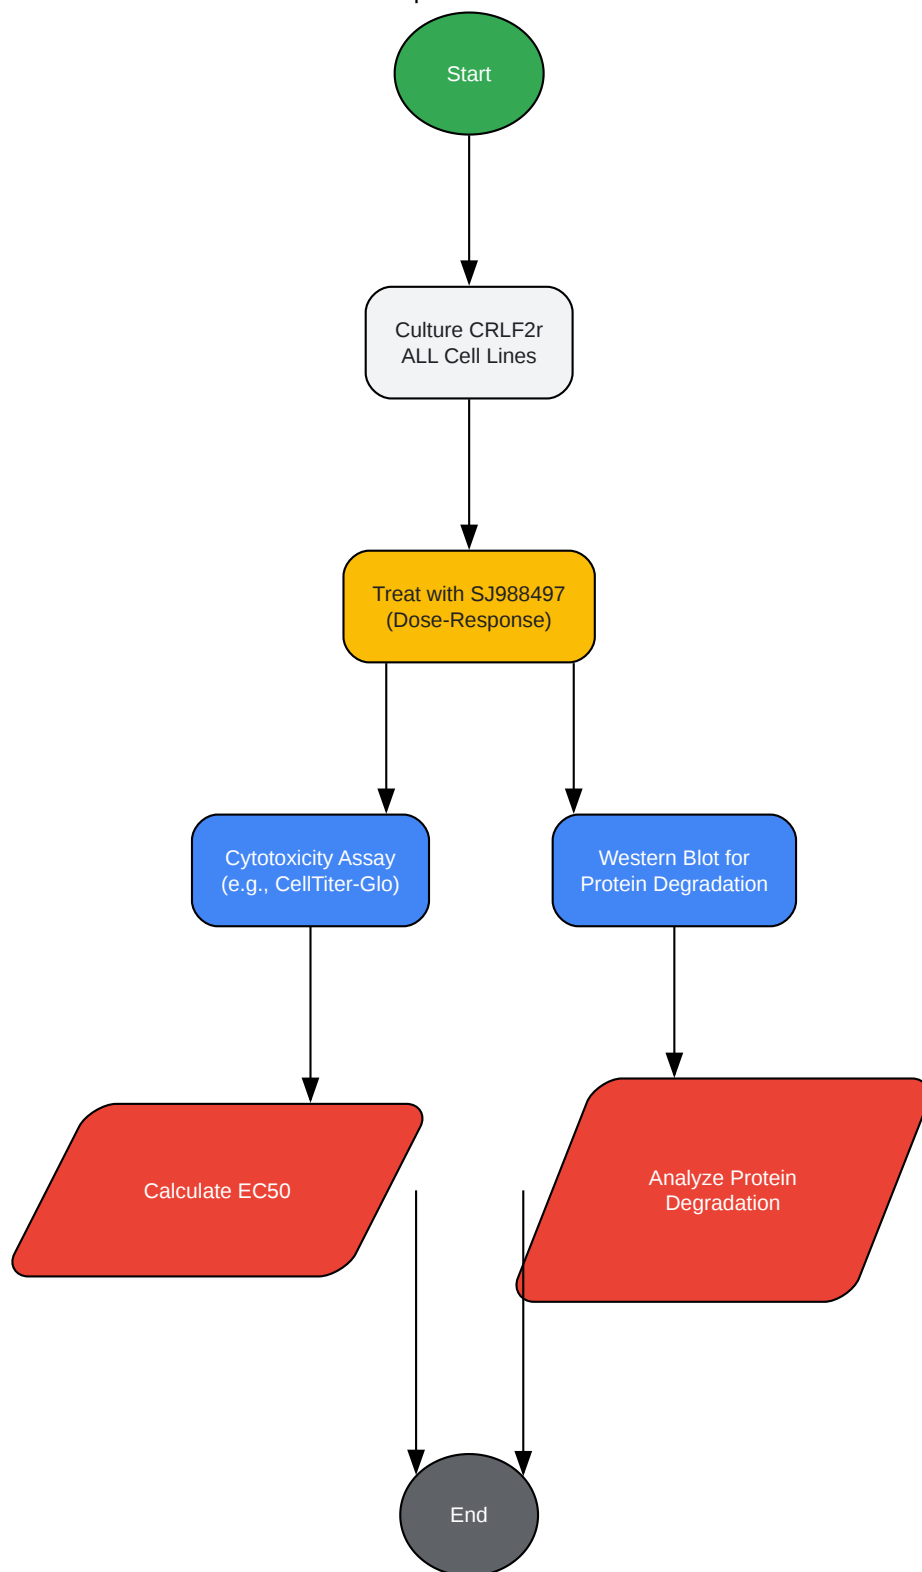 Start
Culture CRLF2r
ALL Cell Lines
Treat with SJ988497
(Dose-Response)
Cytotoxicity Assay
(e.g., CellTiter-Glo)
Western Blot for
Protein Degradation
Calculate EC50
Analyze Protein
Degradation
End